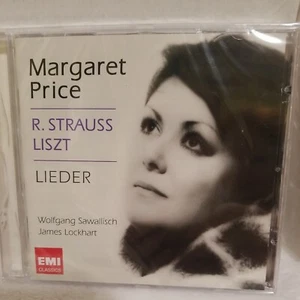 Margaret
Price
R. STRAUSS
LISZT
LIEDER
Wolfgang Sawallisch
James Lockhart
EMI
CLASSICS